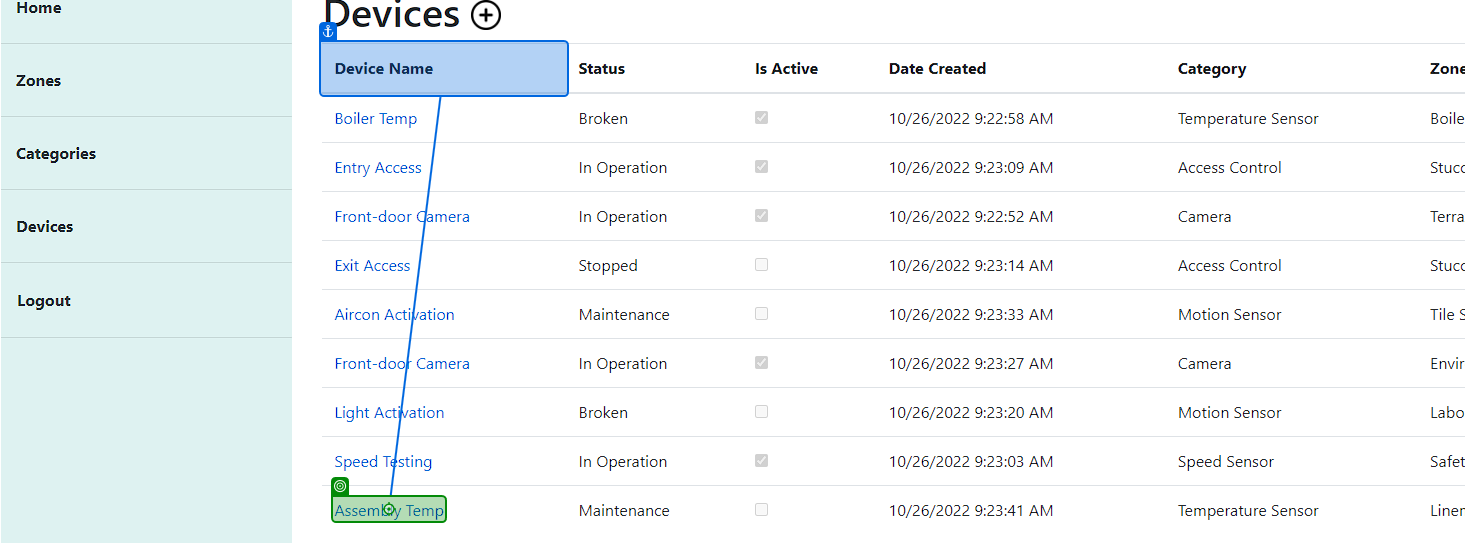 Home
Devices
Device Name Status Is Active Date Created Category Zone
Zones
Boiler Temp Broken 10/26/2022 9:22:58 AM Temperature Sensor Boile
Categories
Entry Access In Operation 10/26/2022 9:23:09 AM Access Control Stucc
Front-door Camera In Operation 10/26/2022 9:22:52 AM Camera Terra
Devices
Exit Access Stopped 10/26/2022 9:23:14 AM Access Control Stucc
Logout
Aircon Activation Maintenance 10/26/2022 9:23:33 AM Motion Sensor Tile S
Front-door Camera In Operation 10/26/2022 9:23:27 AM Camera Envir
Light Activation Broken 10/26/2022 9:23:20 AM Motion Sensor Labo
Speed Testing In Operation 10/26/2022 9:23:03 AM Speed Sensor Safet
Assembly Temp Maintenance 10/26/2022 9:23:41 AM Temperature Sensor Linen